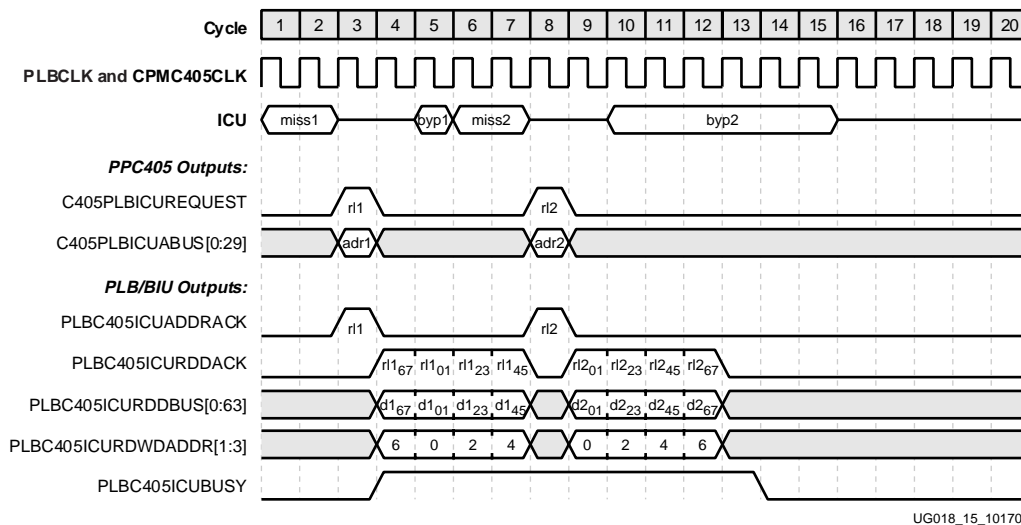 Cycle 1 2 3 4 5 6 7 8 9 10 11 12 13 14 15 16 17 18 19 20
PLBCLK and CPMC405CLK
ICU miss1 byp1 miss2 byp2
PPC405 Outputs:
C405PLBICUREQUEST rl1 rl2
C405PLBICUABUS[0:29] adr1 adr2
PLB/BIU Outputs:
PLBC405ICUADDRACK rl1 rl2
PLBC405ICURDDACK rl1₆₇ rl1₀₁ rl1₂₃ rl1₄₅ rl2₀₁ rl2₂₃ rl2₄₅ rl2₆₇
PLBC405ICURDDBUS[0:63] d1₆₇ d1₀₁ d1₂₃ d1₄₅ d2₀₁ d2₂₃ d2₄₅ d2₆₇
PLBC405ICURDWDADDR[1:3] 6 0 2 4 0 2 4 6
PLBC405ICUBUSY
UG018_15_10170